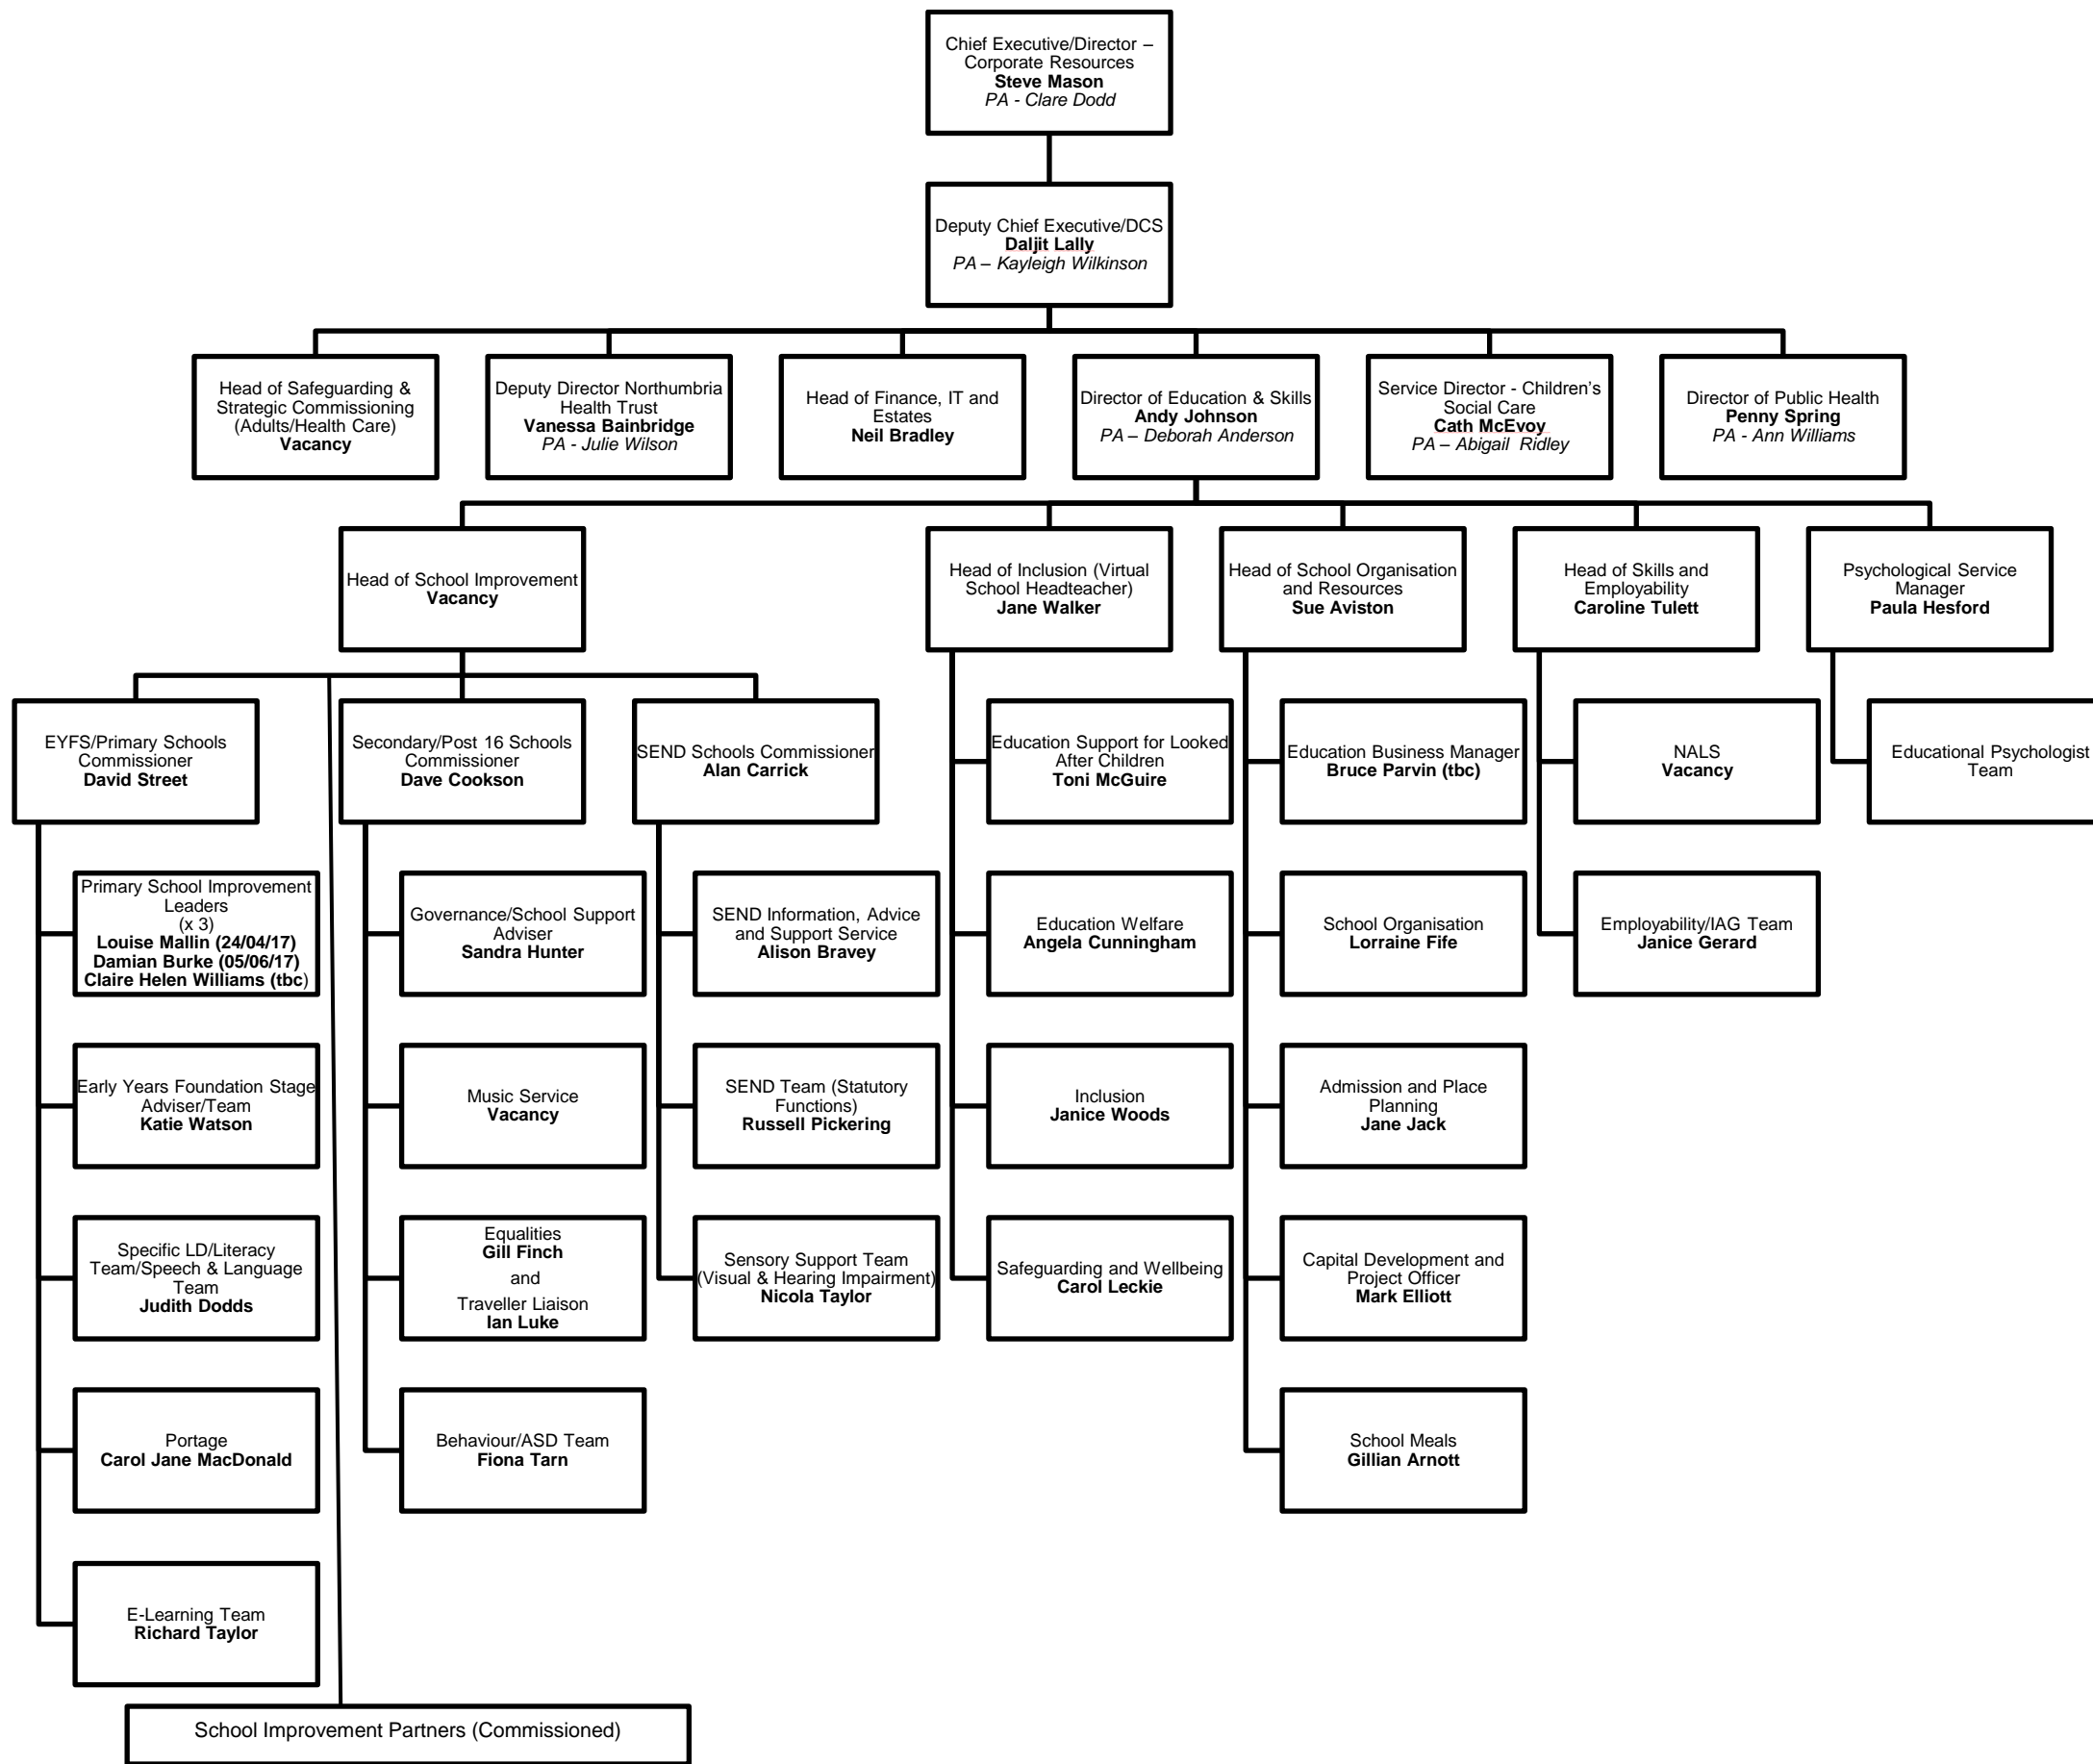 Chief Executive/Director –
Corporate Resources
Steve Mason
PA - Clare Dodd
Deputy Chief Executive/DCS
Daljit Lally
PA – Kayleigh Wilkinson
Head of Safeguarding &
Strategic Commissioning
(Adults/Health Care)
Vacancy
Deputy Director Northumbria
Health Trust
Vanessa Bainbridge
PA - Julie Wilson
Head of Finance, IT and
Estates
Neil Bradley
Director of Education & Skills
Andy Johnson
PA – Deborah Anderson
Service Director - Children's
Social Care
Cath McEvoy
PA – Abigail Ridley
Director of Public Health
Penny Spring
PA - Ann Williams
Head of School Improvement
Vacancy
Head of Inclusion (Virtual
School Headteacher)
Jane Walker
Head of School Organisation
and Resources
Sue Aviston
Head of Skills and
Employability
Caroline Tulett
Psychological Service
Manager
Paula Hesford
EYFS/Primary Schools
Commissioner
David Street
Secondary/Post 16 Schools
Commissioner
Dave Cookson
SEND Schools Commissioner
Alan Carrick
Education Support for Looked
After Children
Toni McGuire
Education Business Manager
Bruce Parvin (tbc)
NALS
Vacancy
Educational Psychologist
Team
Primary School Improvement
Leaders
(x 3)
Louise Mallin (24/04/17)
Damian Burke (05/06/17)
Claire Helen Williams (tbc)
Governance/School Support
Adviser
Sandra Hunter
SEND Information, Advice
and Support Service
Alison Bravey
Education Welfare
Angela Cunningham
School Organisation
Lorraine Fife
Employability/IAG Team
Janice Gerard
Early Years Foundation Stage
Adviser/Team
Katie Watson
Music Service
Vacancy
SEND Team (Statutory
Functions)
Russell Pickering
Inclusion
Janice Woods
Admission and Place
Planning
Jane Jack
Specific LD/Literacy
Team/Speech & Language
Team
Judith Dodds
Equalities
Gill Finch
and
Traveller Liaison
Ian Luke
Sensory Support Team
(Visual & Hearing Impairment)
Nicola Taylor
Safeguarding and Wellbeing
Carol Leckie
Capital Development and
Project Officer
Mark Elliott
Portage
Carol Jane MacDonald
Behaviour/ASD Team
Fiona Tarn
School Meals
Gillian Arnott
E-Learning Team
Richard Taylor
School Improvement Partners (Commissioned)